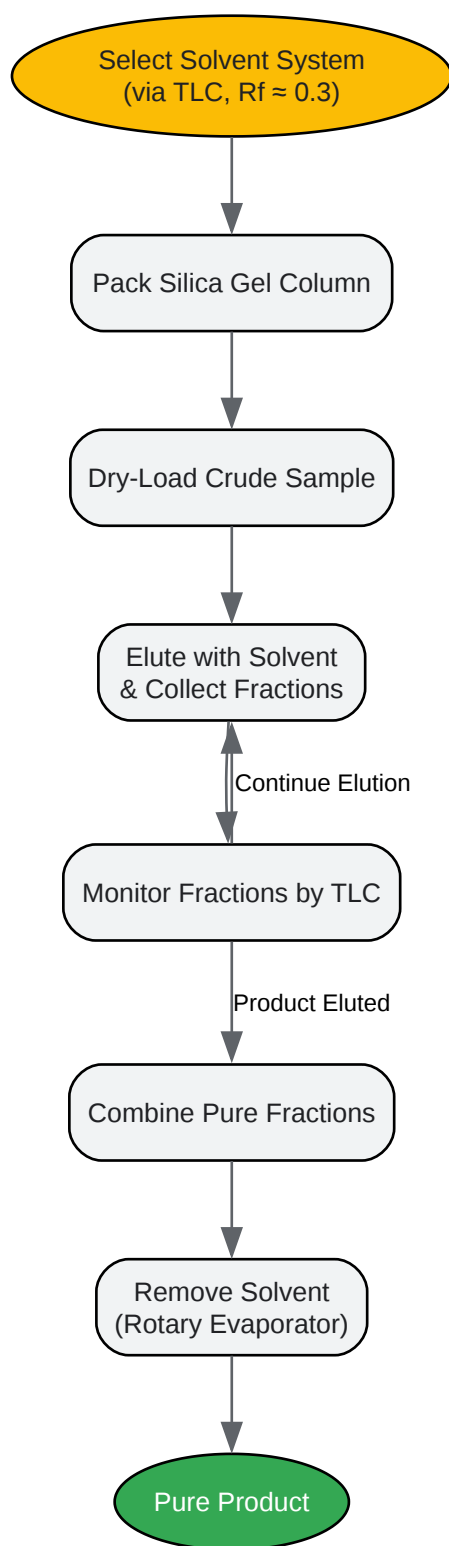 Select Solvent System
(via TLC, Rf ≈ 0.3)
Pack Silica Gel Column
Dry-Load Crude Sample
Elute with Solvent
& Collect Fractions
Continue Elution
Monitor Fractions by TLC
Product Eluted
Combine Pure Fractions
Remove Solvent
(Rotary Evaporator)
Pure Product